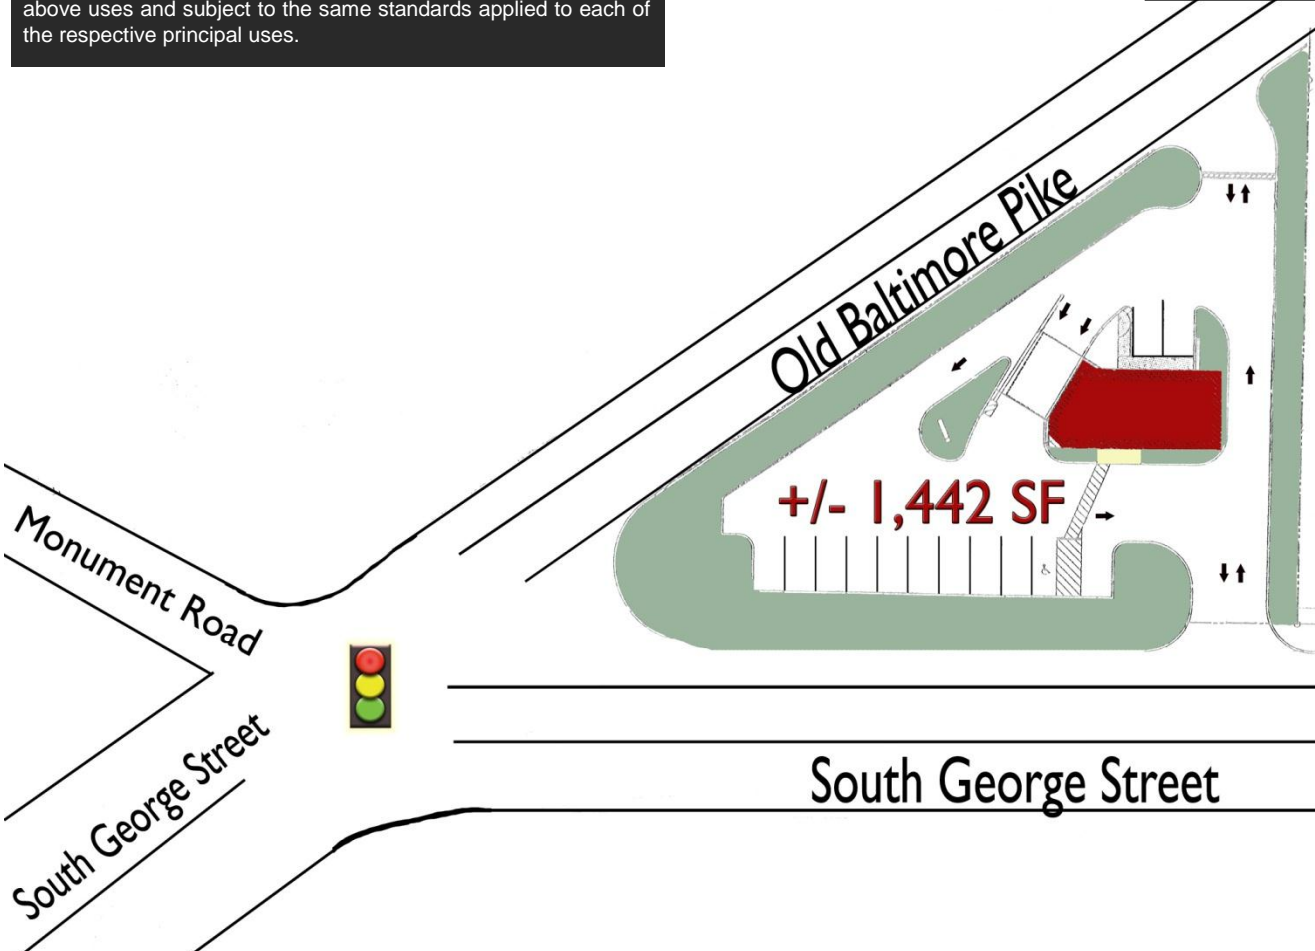 above uses and subject to the same standards applied to each of
the respective principal uses.
Old Baltimore Pike
+/- 1,442 SF
Monument Road
South George Street
South George Street